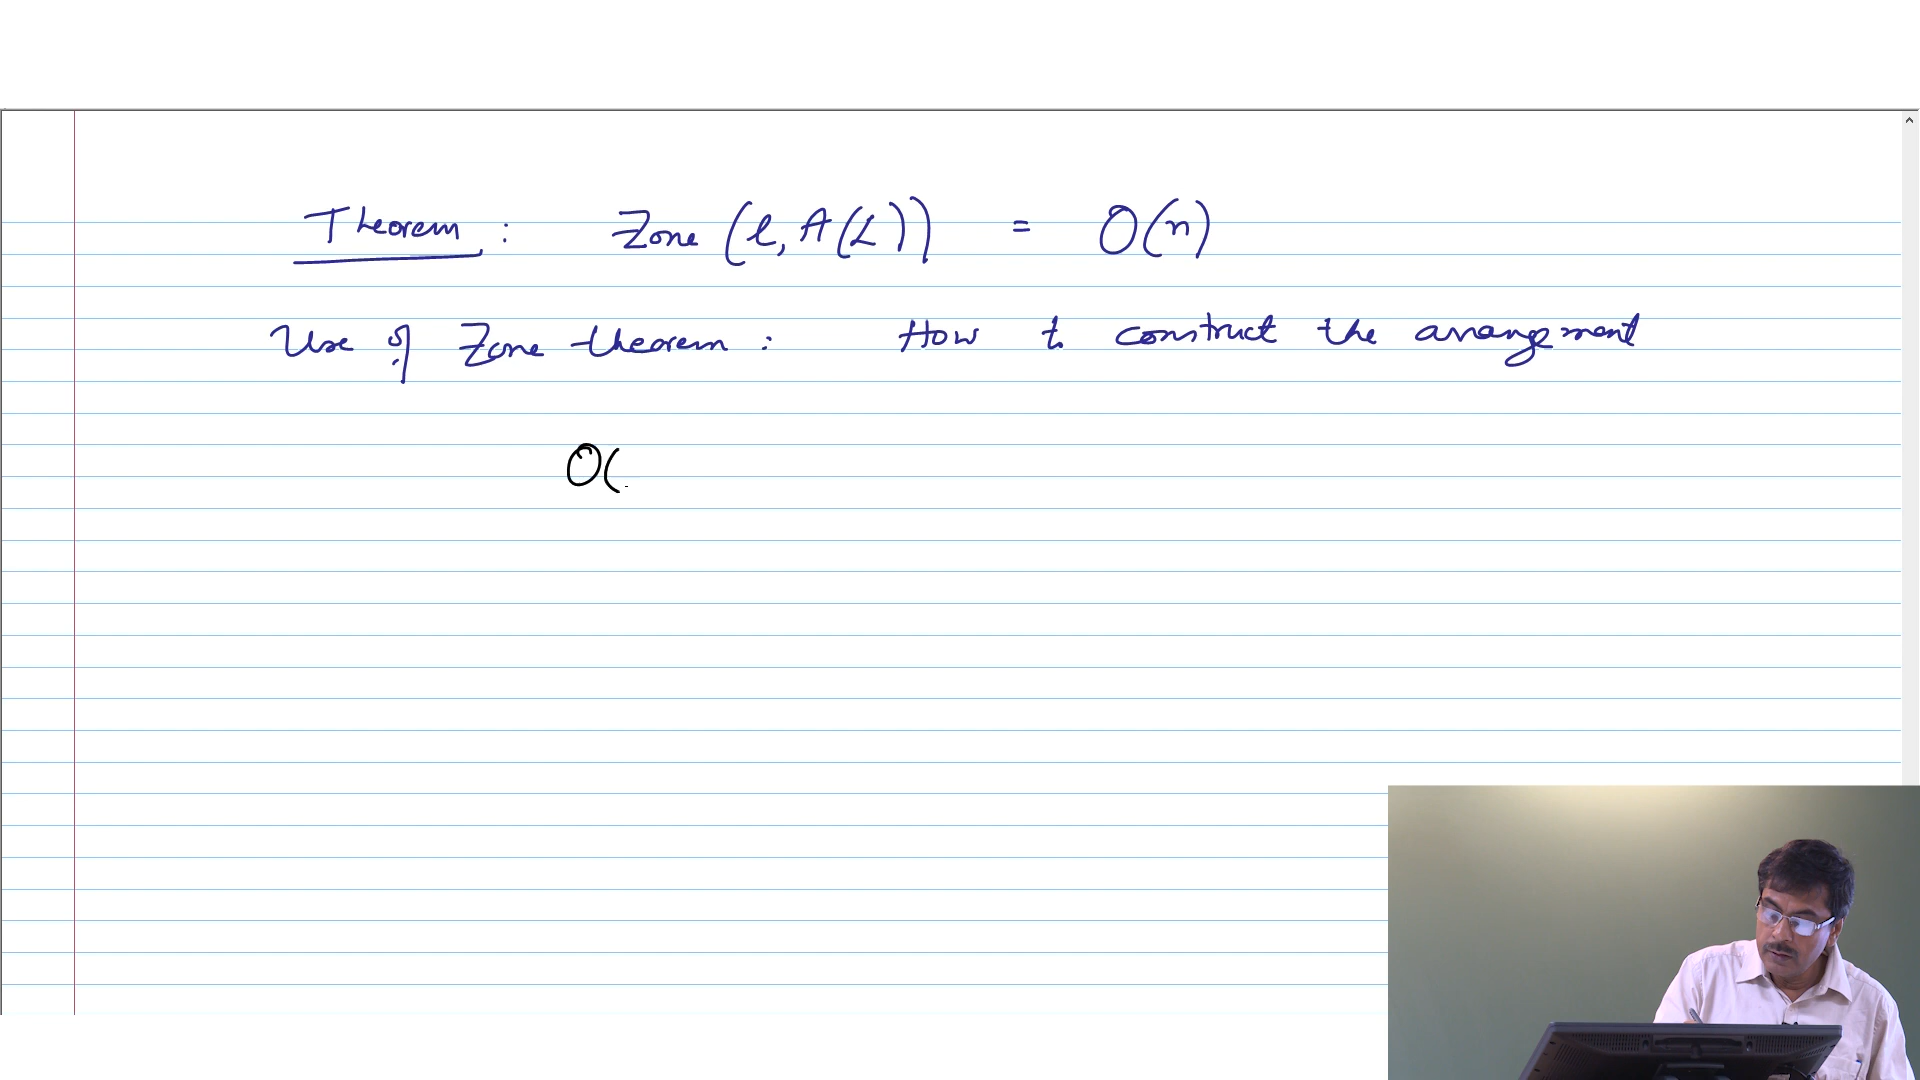 Theorem : Zone (l, A(L)) = O(n)
Use of Zone theorem : How to construct the arrangement
O(